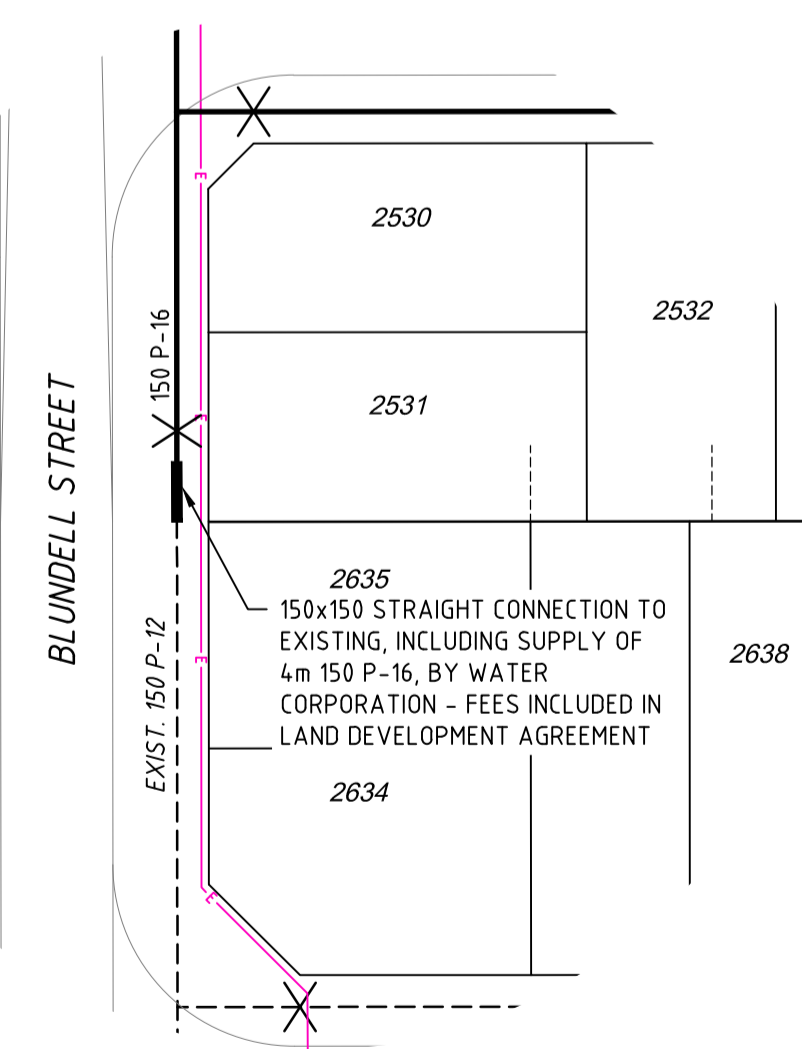 E
2530
2532
150 P-16
2531
E
BLUNDELL STREET
2635
150x150 STRAIGHT CONNECTION TO
EXISTING, INCLUDING SUPPLY OF
4m 150 P-16, BY WATER
CORPORATION - FEES INCLUDED IN
LAND DEVELOPMENT AGREEMENT
E
2638
EXIST. 150 P-12
2634
E